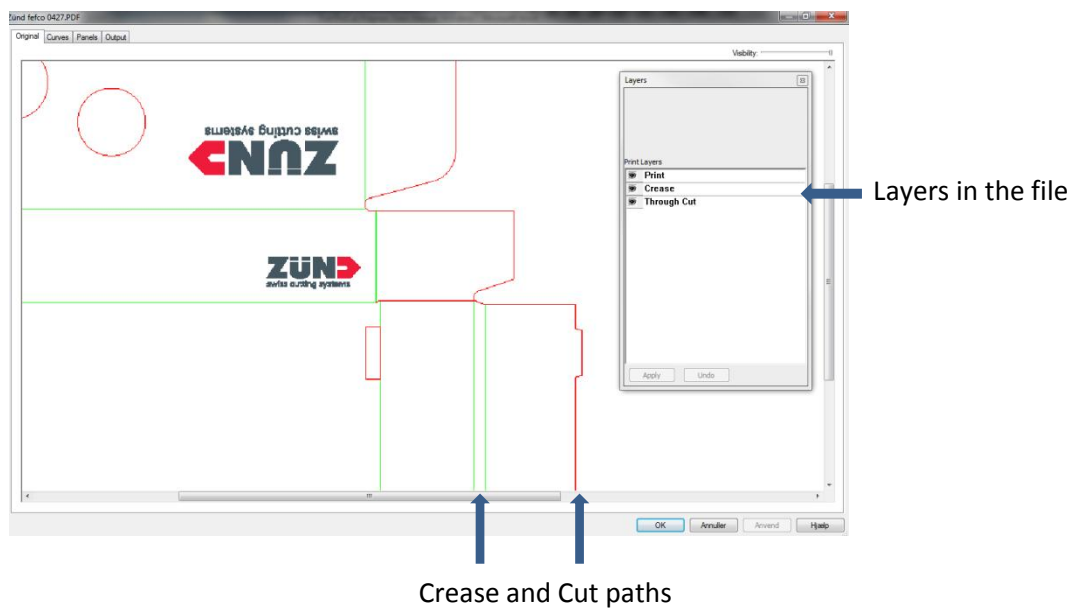 Zünd fefco 0427.PDF
Original Curves Panels Output
Visibility:
Layers
swiss cutting systems
ZÜND
Print Layers
Print
Crease
Through Cut
Layers in the file
ZÜND
swiss cutting systems
Apply Undo
OK Annuller Anvend Hjælp
Crease and Cut paths